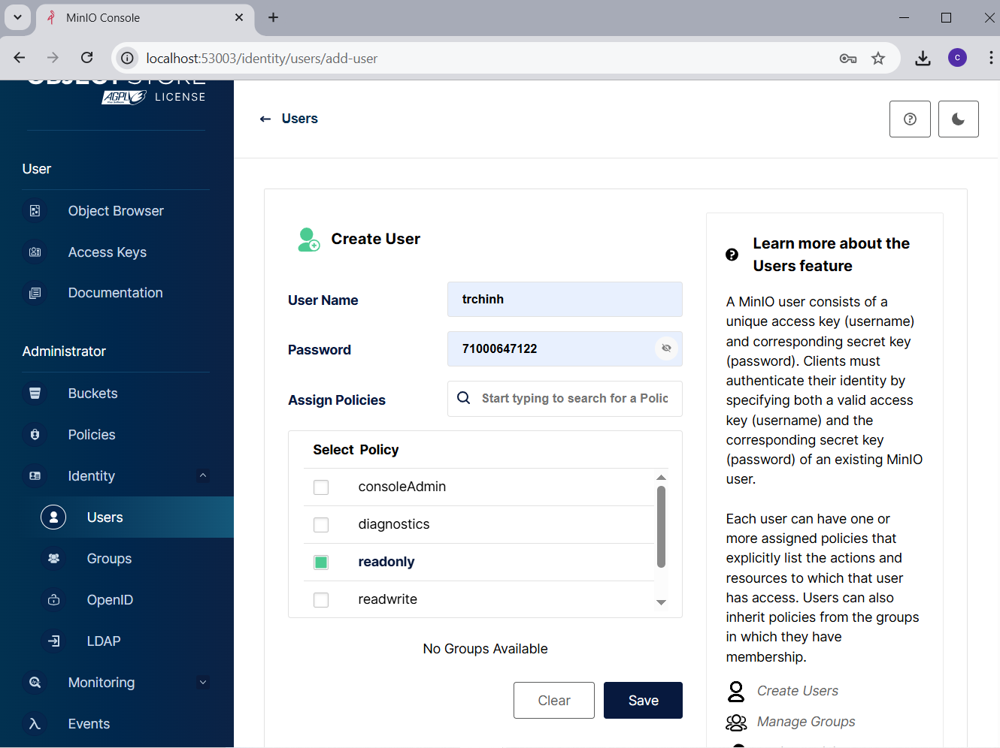 MinIO Console
localhost:53003/identity/users/add-user
C
OBJECT STORE
AGPLv3
LICENSE
Users
User
Object Browser
Access Keys
Documentation
Administrator
Buckets
Policies
Identity
Users
Groups
OpenID
LDAP
Monitoring
Events
Create User
User Name
trchinh
Password
71000647122
Assign Policies
Start typing to search for a Polic
Select Policy
consoleAdmin
diagnostics
readonly
readwrite
No Groups Available
Clear
Save
Learn more about the
Users feature
A MinIO user consists of a
unique access key (username)
and corresponding secret key
(password). Clients must
authenticate their identity by
specifying both a valid access
key (username) and the
corresponding secret key
(password) of an existing MinIO
user.
Each user can have one or
more assigned policies that
explicitly list the actions and
resources to which that user
has access. Users can also
inherit policies from the groups
in which they have
membership.
Create Users
Manage Groups